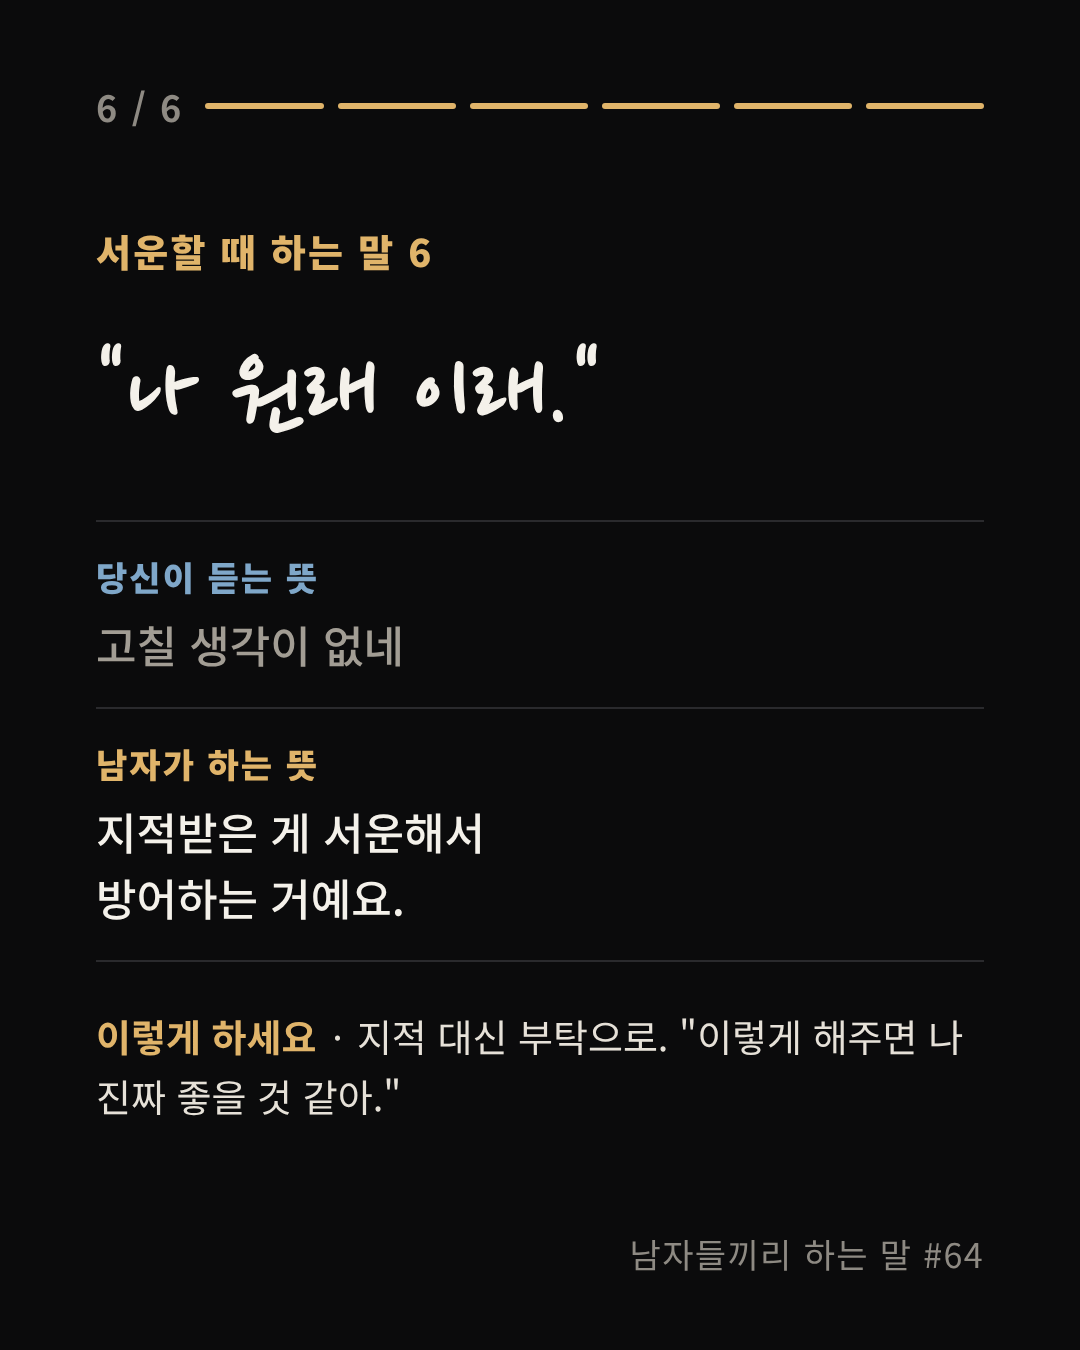 6 / 6
서운할 때 하는 말 6
"나 원래 이래."
당신이 듣는 뜻
고칠 생각이 없네
남자가 하는 뜻
지적받은 게 서운해서
방어하는 거예요.
이렇게 하세요 · 지적 대신 부탁으로. "이렇게 해주면 나
진짜 좋을 것 같아."
남자들끼리 하는 말 #64